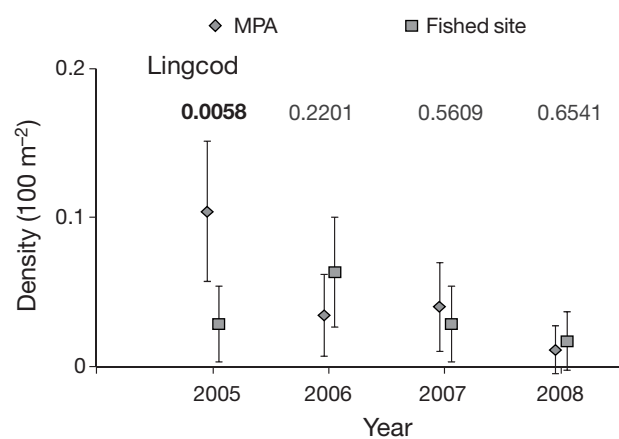 MPA Fished site
0.2
Lingcod
0.0058 0.2201 0.5609 0.6541
0.1
0
Density (100 m⁻²)
2005 2006 2007 2008
Year